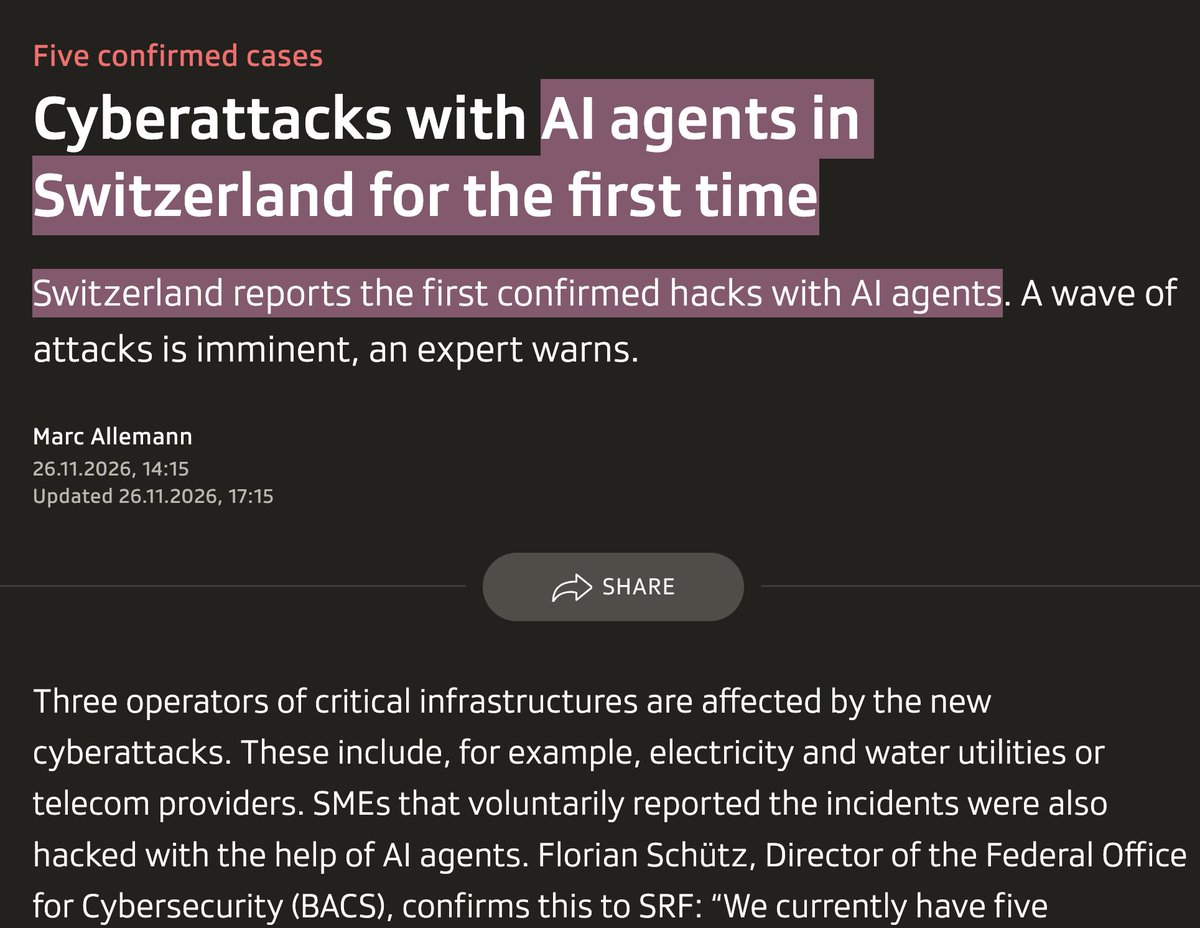 Five confirmed cases
Cyberattacks with AI agents in
Switzerland for the first time
Switzerland reports the first confirmed hacks with AI agents. A wave of
attacks is imminent, an expert warns.
Marc Allemann
26.11.2026, 14:15
Updated 26.11.2026, 17:15
SHARE
Three operators of critical infrastructures are affected by the new
cyberattacks. These include, for example, electricity and water utilities or
telecom providers. SMEs that voluntarily reported the incidents were also
hacked with the help of AI agents. Florian Schütz, Director of the Federal Office
for Cybersecurity (BACS), confirms this to SRF: “We currently have five